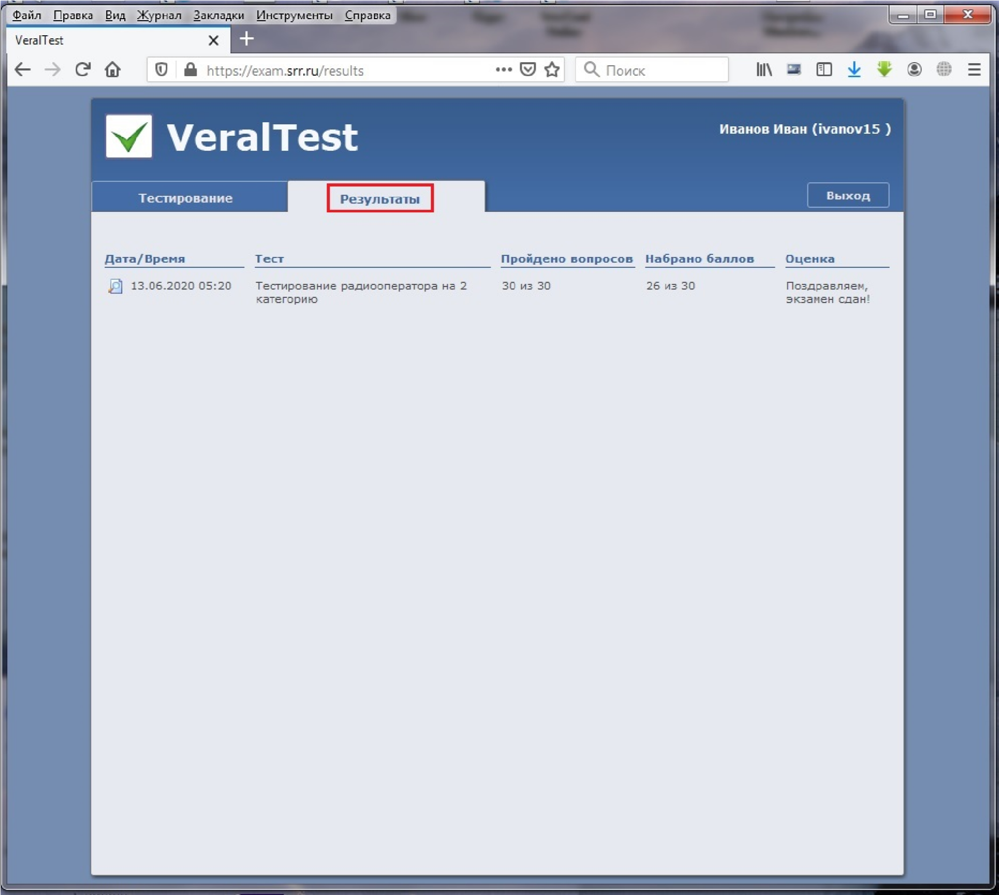 Файл Правка Вид Журнал Закладки Инструменты Справка
VeralTest
https://exam.srr.ru/results
Поиск
VeralTest
Иванов Иван (ivanov15 )
Тестирование
Результаты
Выход
Дата/Время Тест Пройдено вопросов Набрано баллов Оценка
13.06.2020 05:20 Тестирование радиооператора на 2 30 из 30 26 из 30 Поздравляем,
категорию экзамен сдан!